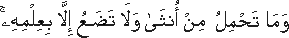 وَمَا تَحْمِلُ مِنْ أُنثَىٰ وَلَا تَضَعُ إِلَّا بِعِلْمِهِۦۚ